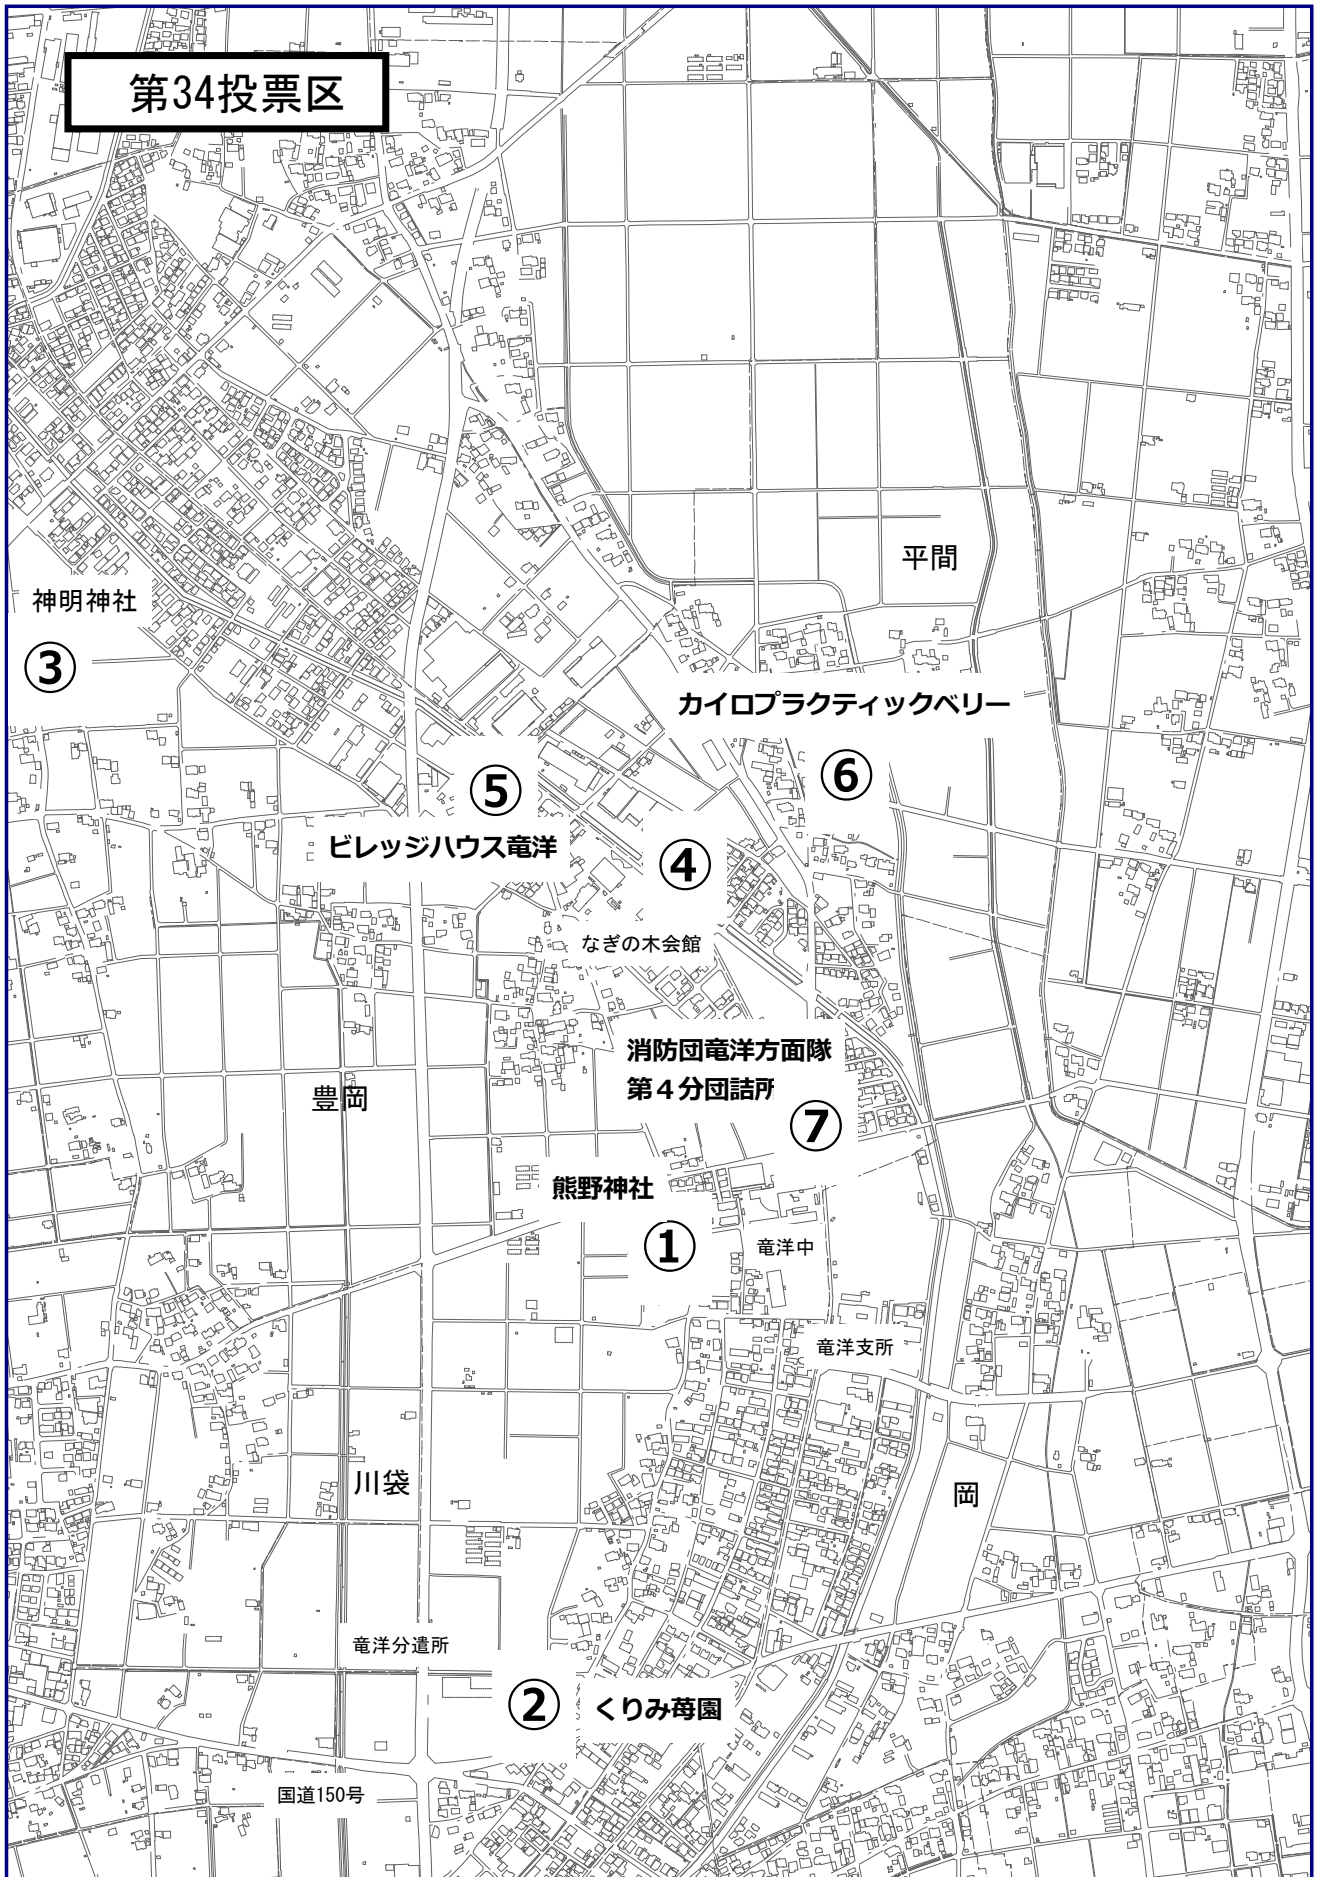 第34投票区
平間
神明神社
③
カイロプラクティックベリー
⑥
⑤
ビレッジハウス竜洋
④
なぎの木会館
消防団竜洋方面隊
第４分団詰所
⑦
豊岡
熊野神社
①
竜洋中
竜洋支所
川袋
岡
竜洋分遣所
②
くりみ苺園
国道150号